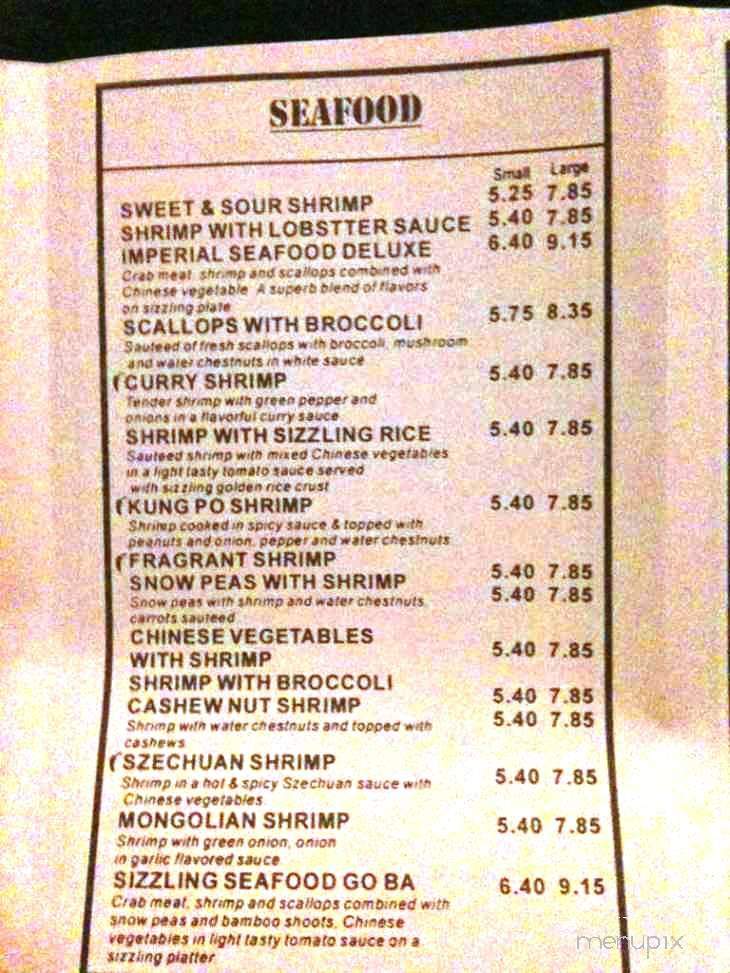 SEAFOOD
Small Large
SWEET & SOUR SHRIMP 5.25 7.85
SHRIMP WITH LOBSTTER SAUCE 5.40 7.85
IMPERIAL SEAFOOD DELUXE 6.40 9.15
Crab meat, shrimp and scallops combined with
Chinese vegetable. A superb blend of flavors
on sizzling plate
SCALLOPS WITH BROCCOLI 5.75 8.35
Sauteed of fresh scallops with broccoli, mushroom
and water chestnuts in white sauce
CURRY SHRIMP 5.40 7.85
Tender shrimp with green pepper and
onions in a flavorful curry sauce
SHRIMP WITH SIZZLING RICE 5.40 7.85
Sauteed shrimp with mixed Chinese vegetables
in a light tasty tomato sauce served
with sizzling golden rice crust
KUNG PO SHRIMP 5.40 7.85
Shrimp cooked in spicy sauce & topped with
peanuts and onion, pepper and water chestnuts
FRAGRANT SHRIMP 5.40 7.85
SNOW PEAS WITH SHRIMP 5.40 7.85
Snow peas with shrimp and water chestnuts,
carrots sauteed
CHINESE VEGETABLES
WITH SHRIMP 5.40 7.85
SHRIMP WITH BROCCOLI 5.40 7.85
CASHEW NUT SHRIMP 5.40 7.85
Shrimp with water chestnuts and topped with
cashews
SZECHUAN SHRIMP 5.40 7.85
Shrimp in a hot & spicy Szechuan sauce with
Chinese vegetables
MONGOLIAN SHRIMP 5.40 7.85
Shrimp with green onion, onion
in garlic flavored sauce
SIZZLING SEAFOOD GO BA 6.40 9.15
Crab meat, shrimp and scallops combined with
snow peas and bamboo shoots, Chinese
vegetables in light tasty tomato sauce on a
sizzling platter
menupix